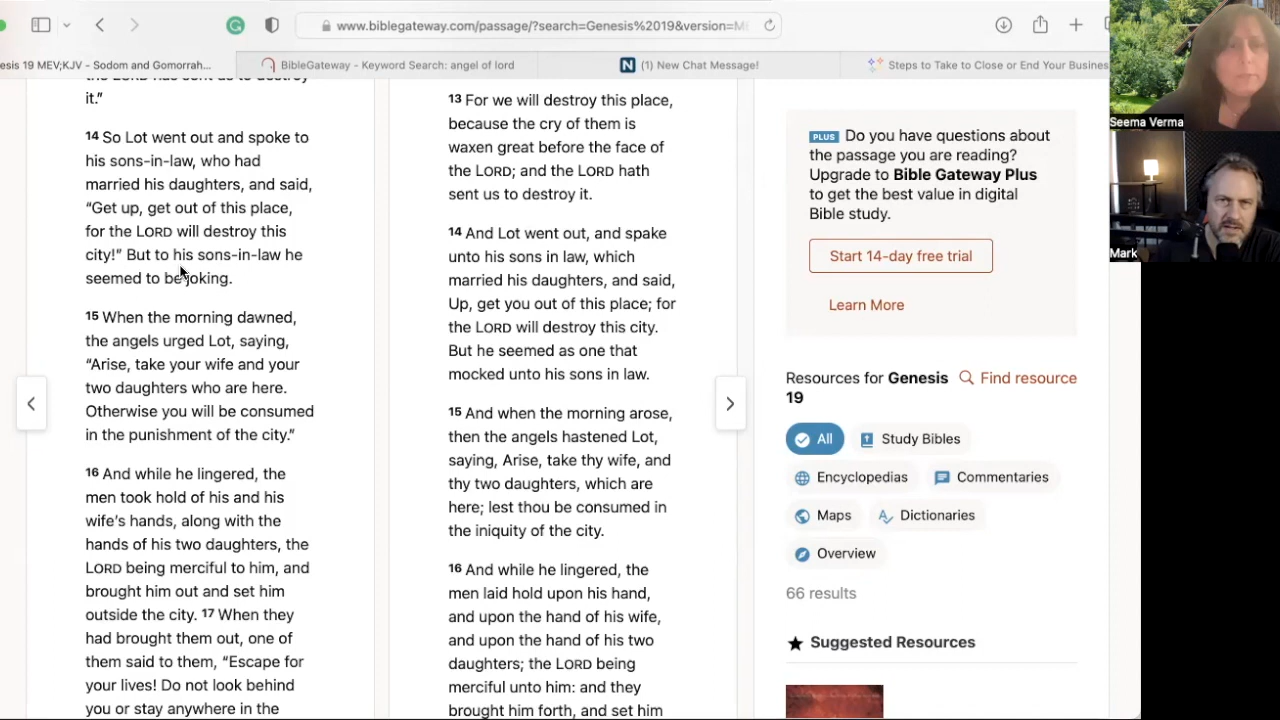 www.biblegateway.com/passage/?search=Genesis%2019&version=M
esis 19 MEV;KJV - Sodom and Gomorrah...
BibleGateway - Keyword Search: angel of lord
(1) New Chat Message!
Steps to Take to Close or End Your Busines
the LORD has sent us to destroy
it.”
14 So Lot went out and spoke to
his sons-in-law, who had
married his daughters, and said,
“Get up, get out of this place,
for the LORD will destroy this
city!” But to his sons-in-law he
seemed to be joking.
15 When the morning dawned,
the angels urged Lot, saying,
“Arise, take your wife and your
two daughters who are here.
Otherwise you will be consumed
in the punishment of the city.”
16 And while he lingered, the
men took hold of his and his
wife’s hands, along with the
hands of his two daughters, the
LORD being merciful to him, and
brought him out and set him
outside the city. 17 When they
had brought them out, one of
them said to them, “Escape for
your lives! Do not look behind
you or stay anywhere in the
13 For we will destroy this place,
because the cry of them is
waxen great before the face of
the LORD; and the LORD hath
sent us to destroy it.
14 And Lot went out, and spake
unto his sons in law, which
married his daughters, and said,
Up, get you out of this place; for
the LORD will destroy this city.
But he seemed as one that
mocked unto his sons in law.
15 And when the morning arose,
then the angels hastened Lot,
saying, Arise, take thy wife, and
thy two daughters, which are
here; lest thou be consumed in
the iniquity of the city.
16 And while he lingered, the
men laid hold upon his hand,
and upon the hand of his wife,
and upon the hand of his two
daughters; the LORD being
merciful unto him: and they
brought him forth, and set him
PLUS Do you have questions about
the passage you are reading?
Upgrade to Bible Gateway Plus
to get the best value in digital
Bible study.
Start 14-day free trial
Learn More
Resources for Genesis
19
Find resource
All
Study Bibles
Encyclopedias
Commentaries
Maps
Dictionaries
Overview
66 results
Suggested Resources
Seema Verma
Mark